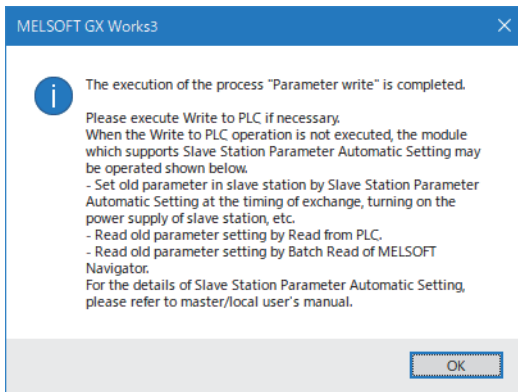 MELSOFT GX Works3
The execution of the process "Parameter write" is completed.
Please execute Write to PLC if necessary.
When the Write to PLC operation is not executed, the module
which supports Slave Station Parameter Automatic Setting may
be operated shown below.
- Set old parameter in slave station by Slave Station Parameter
Automatic Setting at the timing of exchange, turning on the
power supply of slave station, etc.
- Read old parameter setting by Read from PLC.
- Read old parameter setting by Batch Read of MELSOFT
Navigator.
For the details of Slave Station Parameter Automatic Setting,
please refer to master/local user's manual.
OK